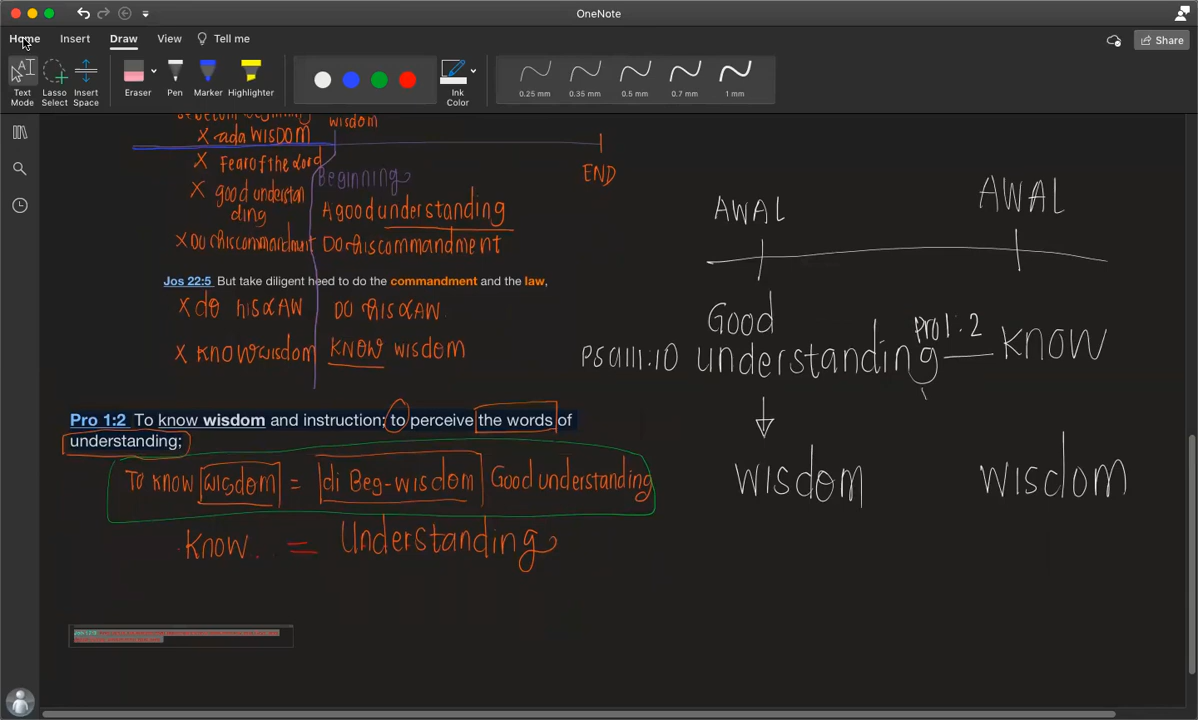 OneNote
Home Insert Draw View Tell me
Share
Text Mode
Lasso Select
Insert Space
Eraser
Pen
Marker
Highlighter
Ink Color
0.25 mm 0.35 mm 0.5 mm 0.7 mm 1 mm
wisdom
X ada WISDOM
X Fear of the Lord
END
Beginning
X good understan
ding
A good understanding
X Do his commandment Do his commandment
Jos 22:5 But take diligent heed to do the commandment and the law,
X do his LAW DO his LAW
X KNOW wisdom KNOW wisdom
Pro 1:2 To know wisdom and instruction; to perceive the words of
understanding;
To know wisdom = di Beg-wisdom Good understanding
Know = Understanding
AWAL AWAL
Good
Pro 1:2
PSA111:10 understanding — KNOW
WISDOM WISDOM